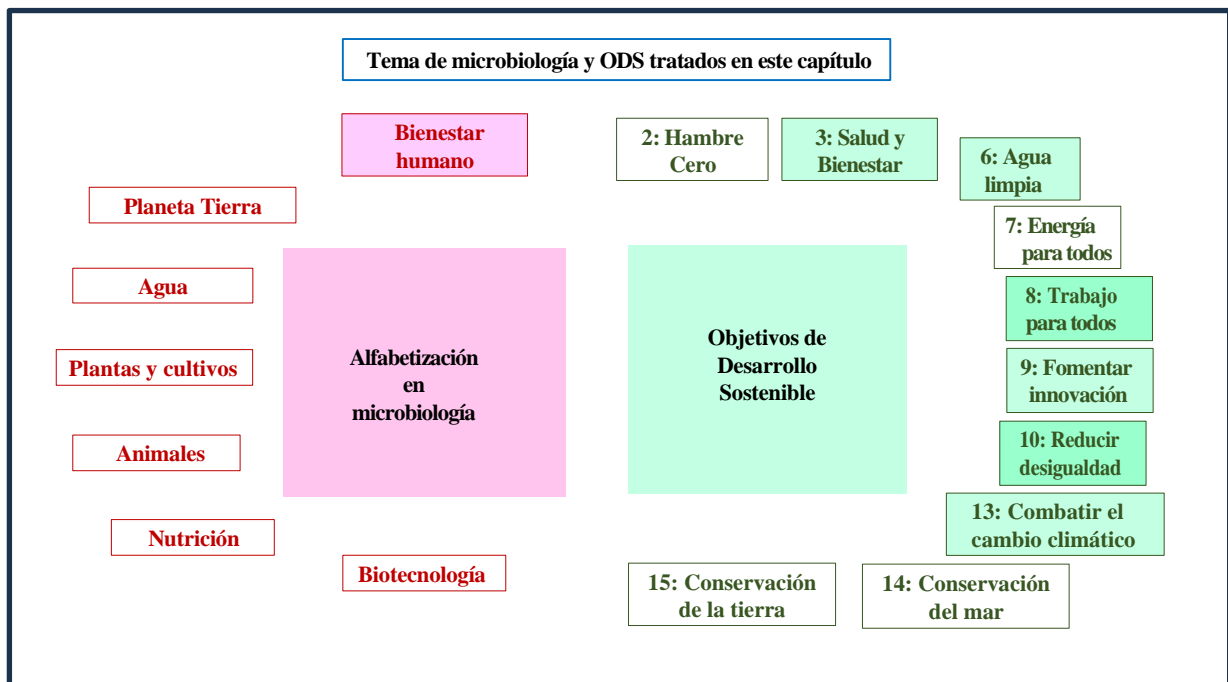 Tema de microbiología y ODS tratados en este capítulo
Bienestar
humano
Planeta Tierra
Agua
Plantas y cultivos
Animales
Nutrición
Biotecnología
Alfabetización
en
microbiología
2: Hambre
Cero
3: Salud y
Bienestar
6: Agua
limpia
7: Energía
para todos
8: Trabajo
para todos
9: Fomentar
innovación
10: Reducir
desigualdad
13: Combatir el
cambio climático
14: Conservación
del mar
15: Conservación
de la tierra
Objetivos de
Desarrollo
Sostenible